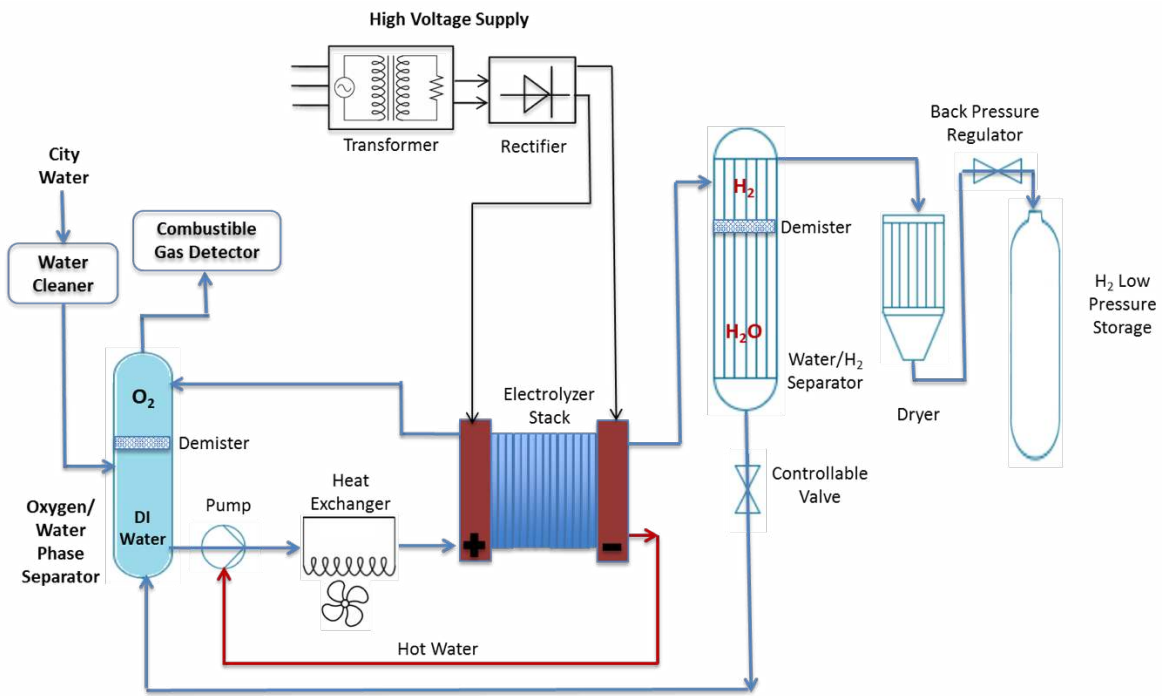 High Voltage Supply
Transformer
Rectifier
Back Pressure
Regulator
City
Water
Combustible
Gas Detector
Water
Cleaner
H₂
Demister
H₂O
Water/H₂
Separator
Dryer
H₂ Low
Pressure
Storage
O₂
Demister
Electrolyzer
Stack
Controllable
Valve
Oxygen/
Water
Phase
Separator
DI
Water
Pump
Heat
Exchanger
+
-
Hot Water